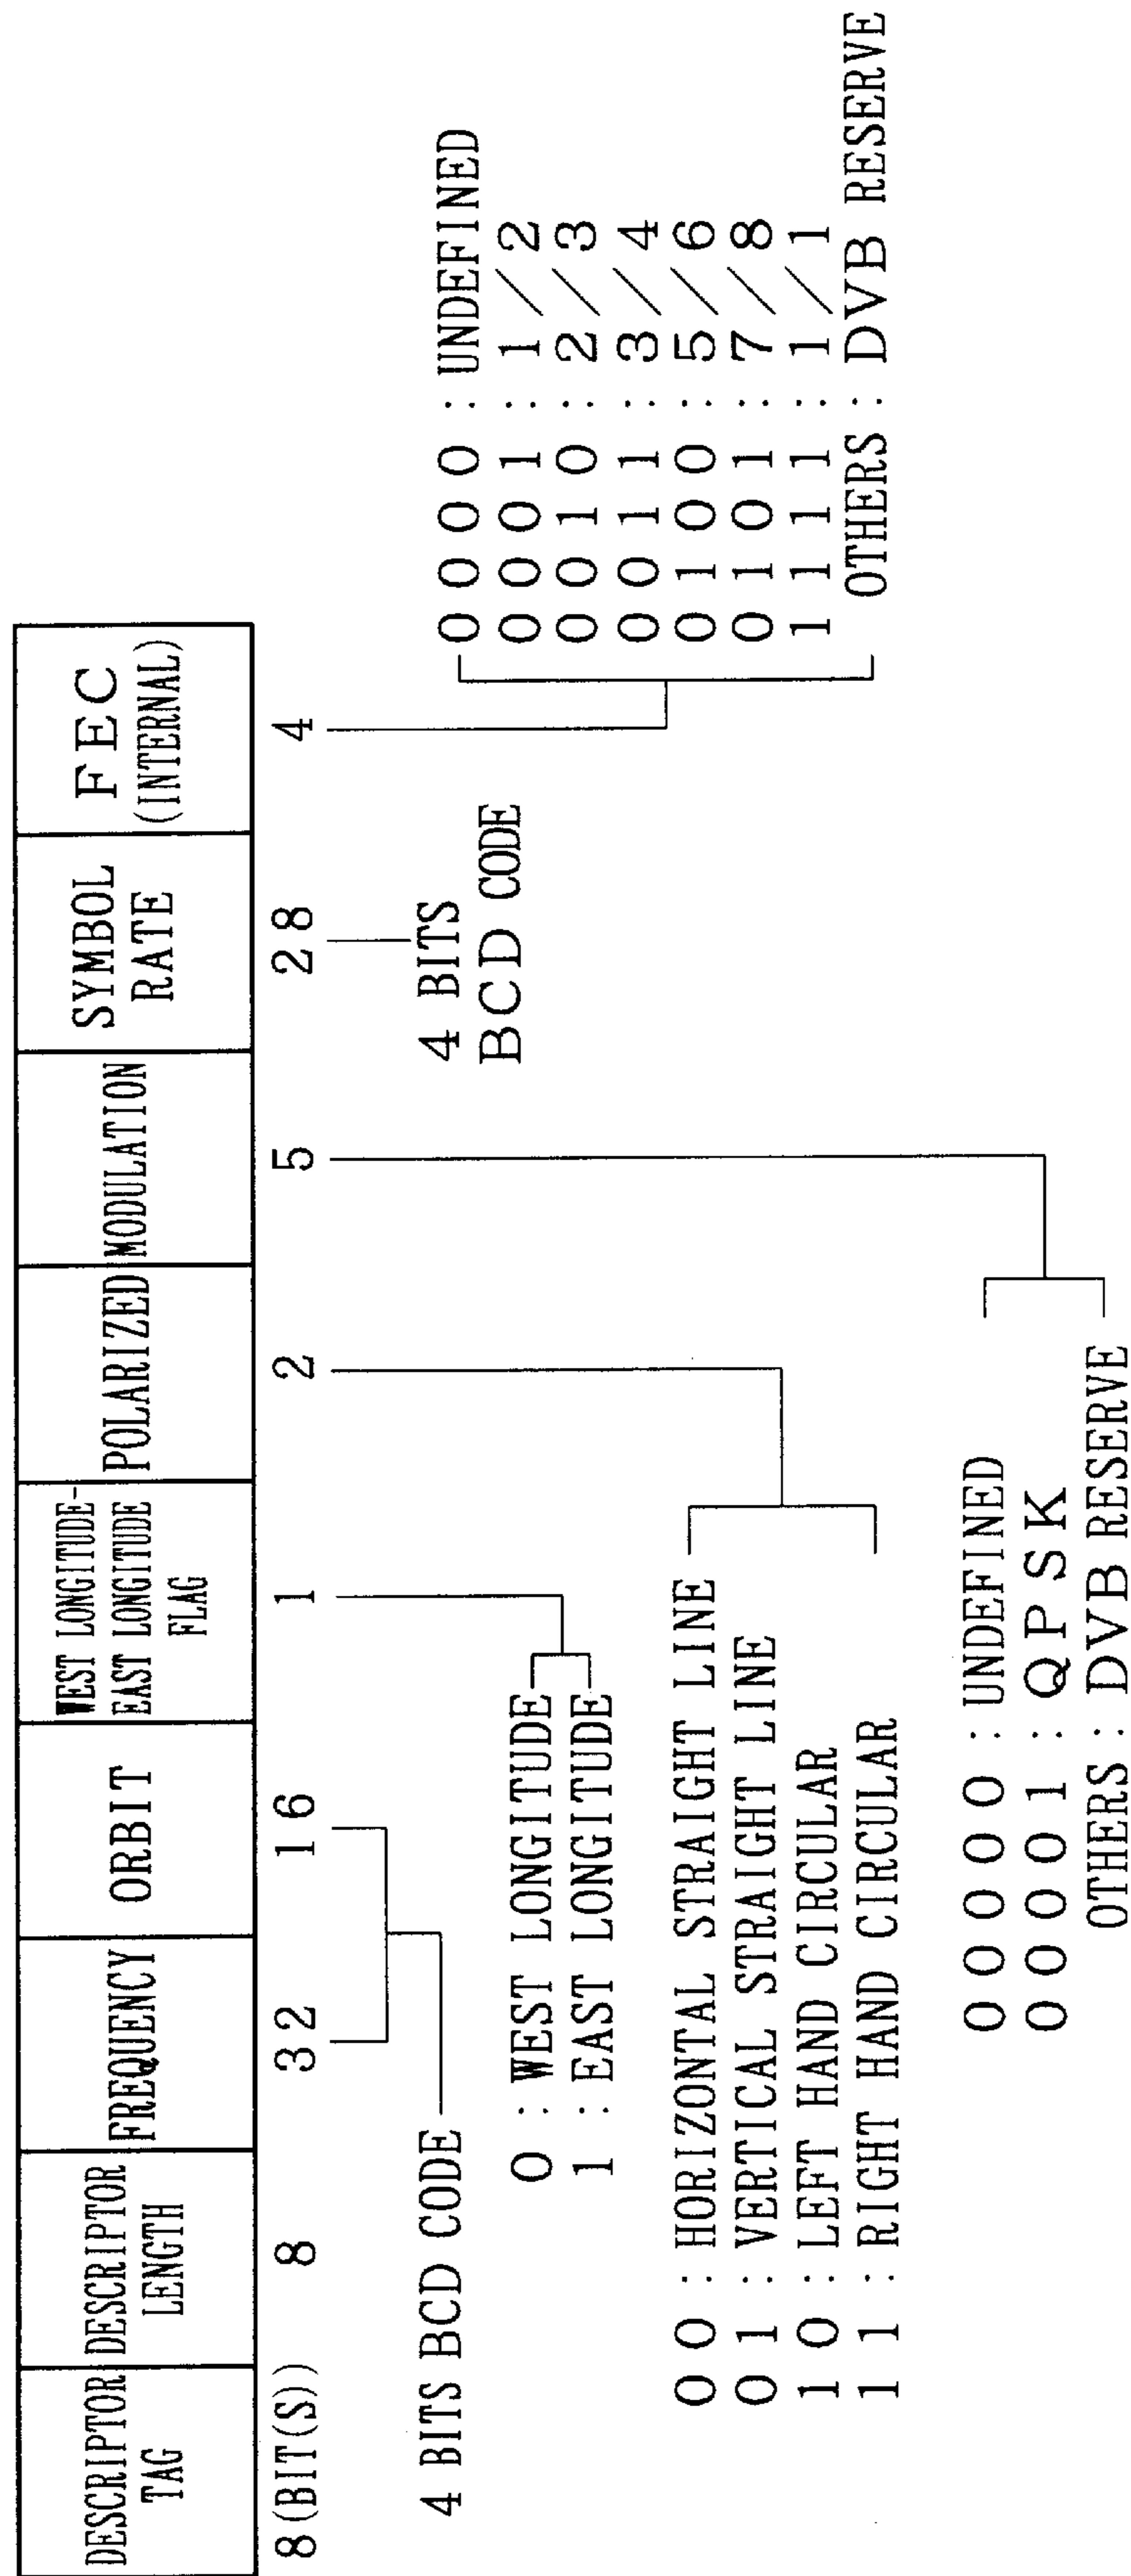 DESCRIPTOR
TAG
DESCRIPTOR
LENGTH
FREQUENCY
ORBIT
WEST LONGITUDE-
EAST LONGITUDE
FLAG
POLARIZED
MODULATION
SYMBOL
RATE
FEC
(INTERNAL)
8(BIT(S))
8
32
16
1
2
5
28
4
4 BITS BCD CODE
0 : WEST LONGITUDE
1 : EAST LONGITUDE
00 : HORIZONTAL STRAIGHT LINE
01 : VERTICAL STRAIGHT LINE
10 : LEFT HAND CIRCULAR
11 : RIGHT HAND CIRCULAR
00000 : UNDEFINED
00001 : QPSK
OTHERS : DVB RESERVE
4 BITS
BCD CODE
0000 : UNDEFINED
0001 : 1/2
0010 : 2/3
0011 : 3/4
0100 : 5/6
0101 : 7/8
1111 : 1/1
OTHERS : DVB RESERVE